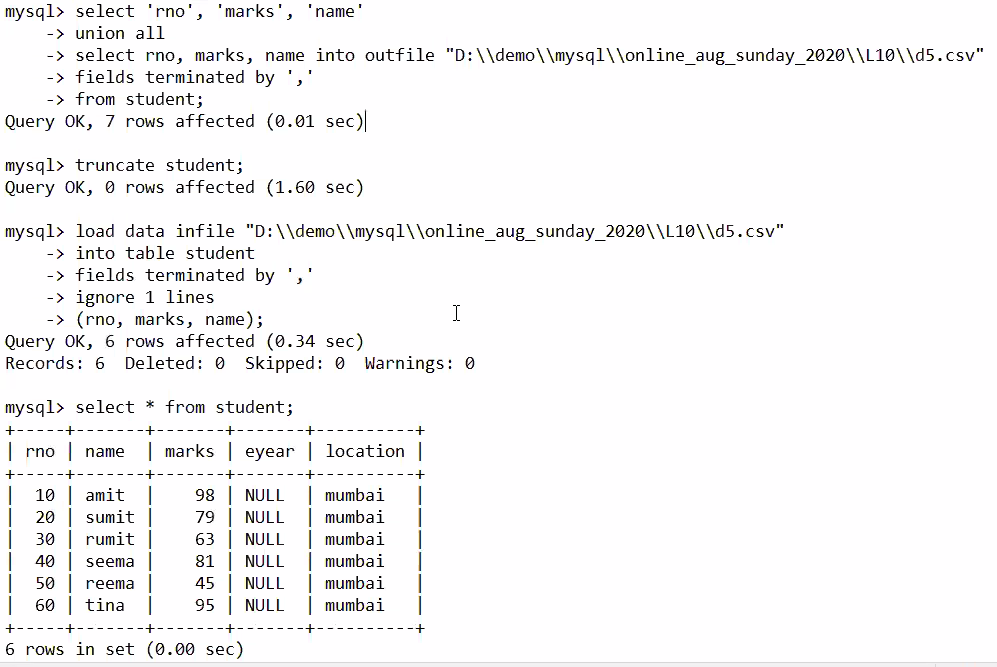 mysql> select 'rno', 'marks', 'name'
    -> union all
    -> select rno, marks, name into outfile "D:\\demo\\mysql\\online_aug_sunday_2020\\L10\\d5.csv"
    -> fields terminated by ','
    -> from student;
Query OK, 7 rows affected (0.01 sec)
mysql> truncate student;
Query OK, 0 rows affected (1.60 sec)
mysql> load data infile "D:\\demo\\mysql\\online_aug_sunday_2020\\L10\\d5.csv"
    -> into table student
    -> fields terminated by ','
    -> ignore 1 lines
    -> (rno, marks, name);
Query OK, 6 rows affected (0.34 sec)
Records: 6  Deleted: 0  Skipped: 0  Warnings: 0
mysql> select * from student;
+-----+-------+-------+-------+----------+
| rno | name  | marks | eyear | location |
+-----+-------+-------+-------+----------+
|  10 | amit  |    98 | NULL  | mumbai   |
|  20 | sumit |    79 | NULL  | mumbai   |
|  30 | rumit |    63 | NULL  | mumbai   |
|  40 | seema |    81 | NULL  | mumbai   |
|  50 | reema |    45 | NULL  | mumbai   |
|  60 | tina  |    95 | NULL  | mumbai   |
+-----+-------+-------+-------+----------+
6 rows in set (0.00 sec)